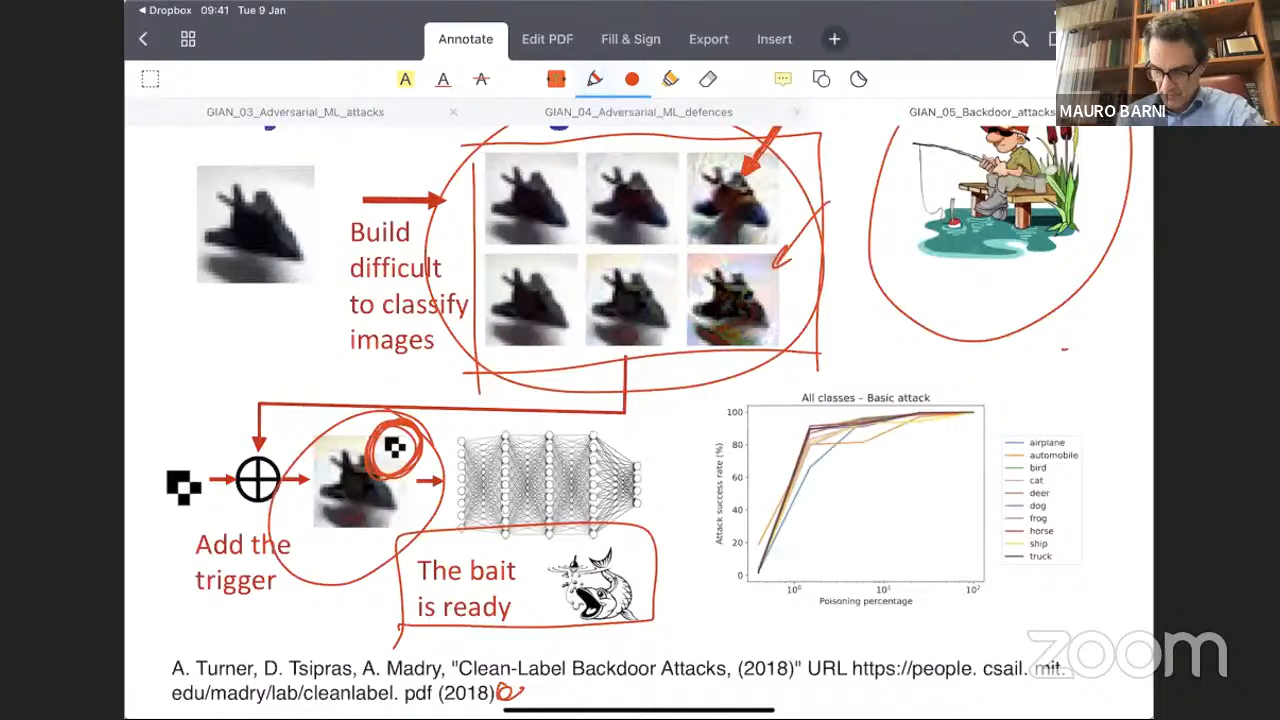 Dropbox 09:41 Tue 9 Jan
Annotate Edit PDF Fill & Sign Export Insert
GIAN_03_Adversarial_ML_attacks GIAN_04_Adversarial_ML_defences GIAN_05_Backdoor_attacks
MAURO BARNI
Build
difficult
to classify
images
Add the
trigger
The bait
is ready
All classes – Basic attack
Attack success rate (%)
100
80
60
40
20
0
10⁰ 10¹ 10²
Poisoning percentage
airplane
automobile
bird
cat
deer
dog
frog
horse
ship
truck
A. Turner, D. Tsipras, A. Madry, "Clean-Label Backdoor Attacks, (2018)" URL https://people. csail. mit.
edu/madry/lab/cleanlabel. pdf (2018)
zoom